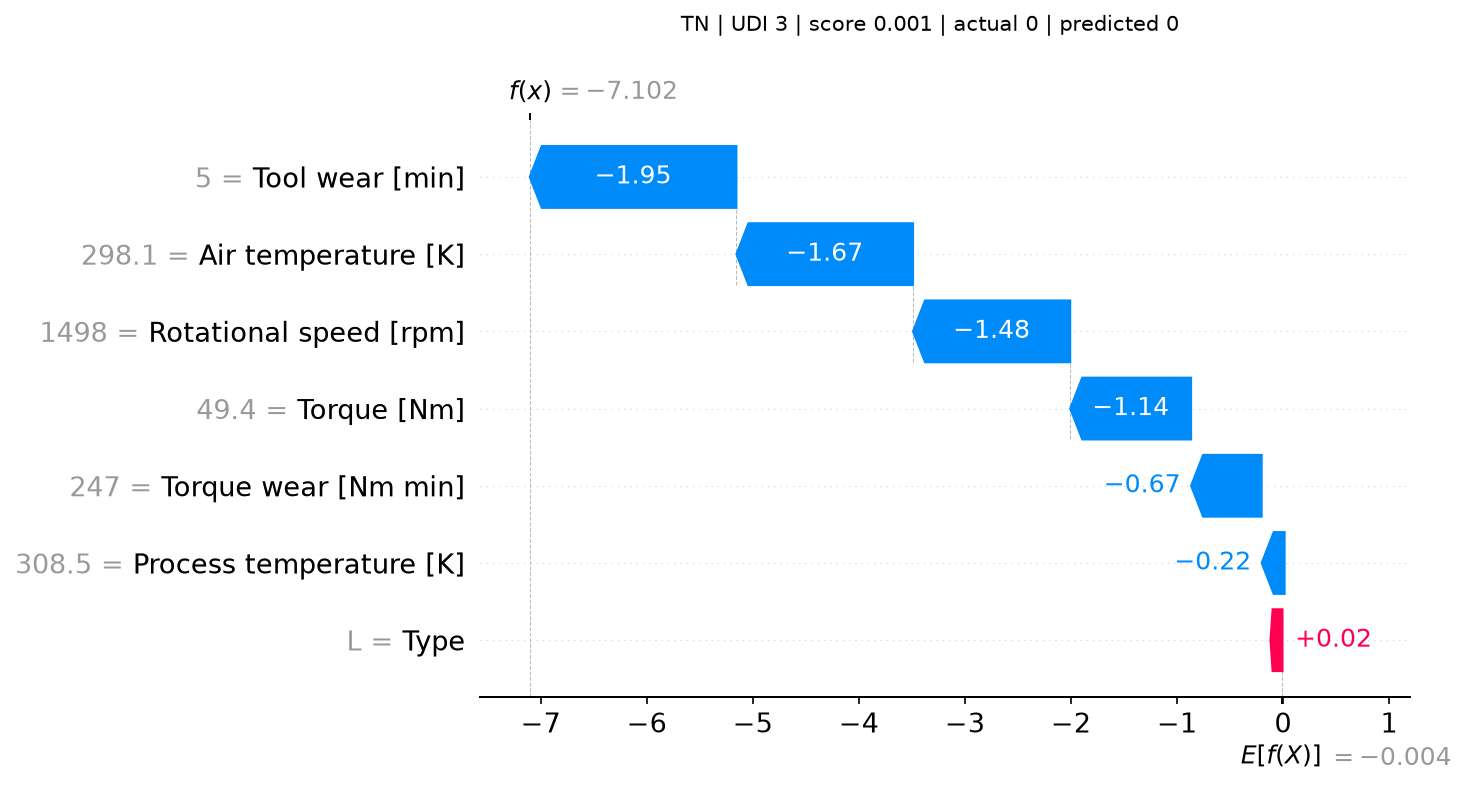 TN | UDI 3 | score 0.001 | actual 0 | predicted 0
f(x) = −7.102
5 = Tool wear [min] −1.95
298.1 = Air temperature [K] −1.67
1498 = Rotational speed [rpm] −1.48
49.4 = Torque [Nm] −1.14
247 = Torque wear [Nm min] −0.67
308.5 = Process temperature [K] −0.22
L = Type +0.02
−7 −6 −5 −4 −3 −2 −1 0 1
E[f(X)] = −0.004